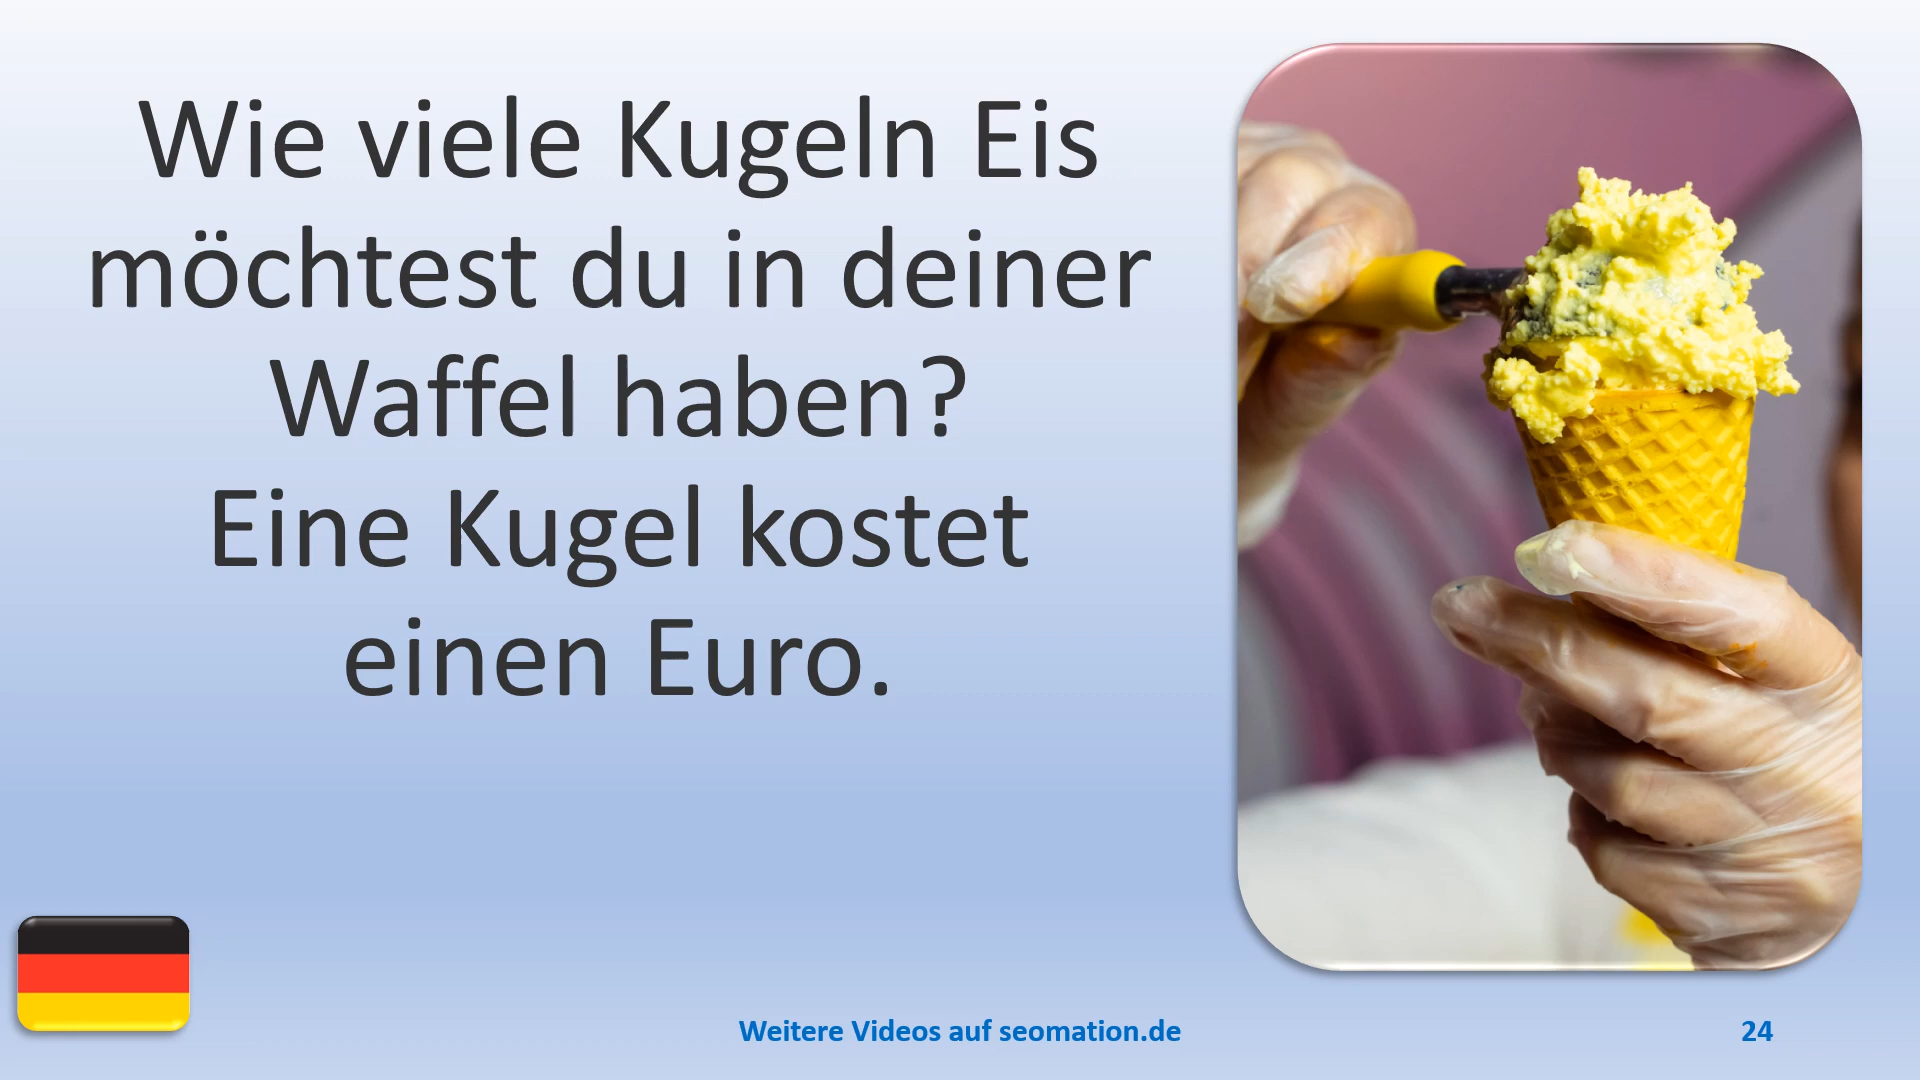 Wie viele Kugeln Eis
möchtest du in deiner
Waffel haben?
Eine Kugel kostet
einen Euro.
Weitere Videos auf seomation.de
24